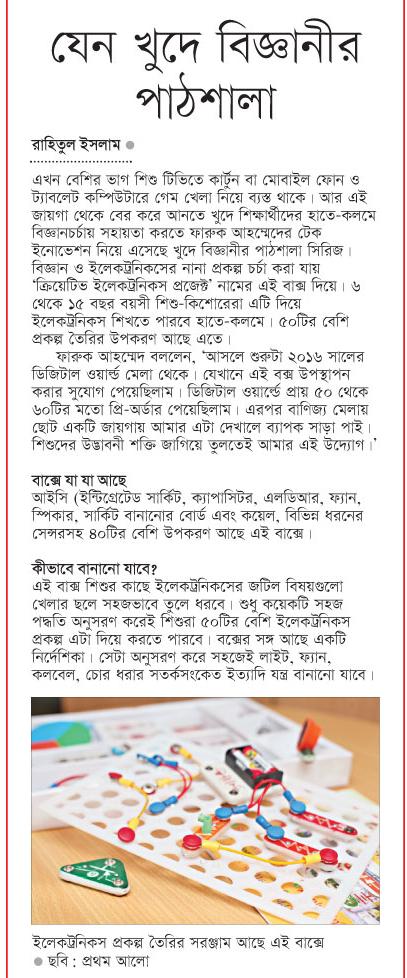 যেন খুদে বিজ্ঞানীর
পাঠশালা
রাহিতুল ইসলাম ●
এখন বেশির ভাগ শিশু টিভিতে কার্টুন বা মোবাইল ফোন ও
ট্যাবলেট কম্পিউটারে গেম খেলা নিয়ে ব্যস্ত থাকে। আর এই
জায়গা থেকে বের করে আনতে খুদে শিক্ষার্থীদের হাতে-কলমে
বিজ্ঞানচর্চায় সহায়তা করতে ফারুক আহম্মেদের টেক
ইনোভেশন নিয়ে এসেছে খুদে বিজ্ঞানীর পাঠশালা সিরিজ।
বিজ্ঞান ও ইলেকট্রনিকসের নানা প্রকল্প চর্চা করা যায়
‘ক্রিয়েটিভ ইলেকট্রনিকস প্রজেক্ট’ নামের এই বাক্স দিয়ে। ৬
থেকে ১৫ বছর বয়সী শিশু-কিশোরেরা এটি দিয়ে
ইলেকট্রনিকস শিখতে পারবে হাতে-কলমে। ৫০টির বেশি
প্রকল্প তৈরির উপকরণ আছে এতে।
ফারুক আহম্মেদ বললেন, ‘আসলে শুরুটা ২০১৬ সালের
ডিজিটাল ওয়ার্ল্ড মেলা থেকে। যেখানে এই বক্স উপস্থাপন
করার সুযোগ পেয়েছিলাম। ডিজিটাল ওয়ার্ল্ডে প্রায় ৫০ থেকে
৬০টির মতো প্রি-অর্ডার পেয়েছিলাম। এরপর বাণিজ্য মেলায়
ছোট একটি জায়গায় আমার এটা দেখালে ব্যাপক সাড়া পাই।
শিশুদের উদ্ভাবনী শক্তি জাগিয়ে তুলতেই আমার এই উদ্যোগ।’
বাক্সে যা যা আছে
আইসি (ইন্টিগ্রেটেড সার্কিট, ক্যাপাসিটর, এলডিআর, ফ্যান,
স্পিকার, সার্কিট বানানোর বোর্ড এবং কয়েল, বিভিন্ন ধরনের
সেন্সরসহ ৪০টির বেশি উপকরণ আছে এই বাক্সে।
কীভাবে বানানো যাবে?
এই বাক্স শিশুর কাছে ইলেকট্রনিকসের জটিল বিষয়গুলো
খেলার ছলে সহজভাবে তুলে ধরবে। শুধু কয়েকটি সহজ
পদ্ধতি অনুসরণ করেই শিশুরা ৫০টির বেশি ইলেকট্রনিকস
প্রকল্প এটা দিয়ে করতে পারবে। বক্সের সঙ্গ আছে একটি
নির্দেশিকা। সেটা অনুসরণ করে সহজেই লাইট, ফ্যান,
কলবেল, চোর ধরার সতর্কসংকেত ইত্যাদি যন্ত্র বানানো যাবে।
ইলেকট্রনিকস প্রকল্প তৈরির সরঞ্জাম আছে এই বাক্সে
● ছবি : প্রথম আলো